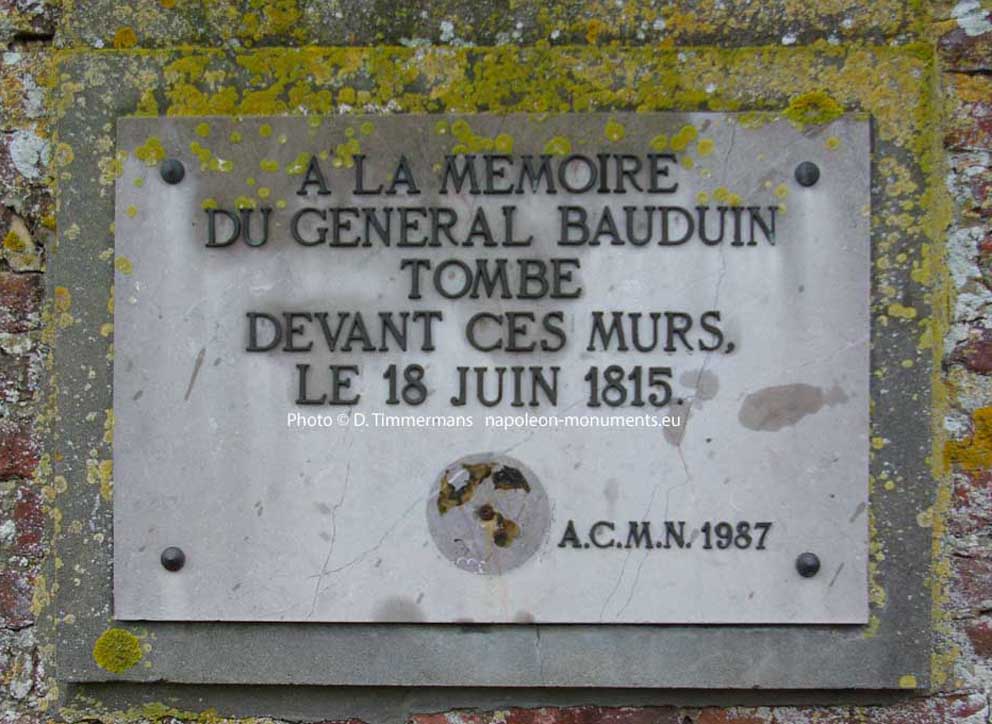 A LA MEMOIRE
DU GENERAL BAUDUIN
TOMBE
DEVANT CES MURS,
LE 18 JUIN 1815.
Photo © D. Timmermans napoleon-monuments.eu
A.C.M.N. 1987